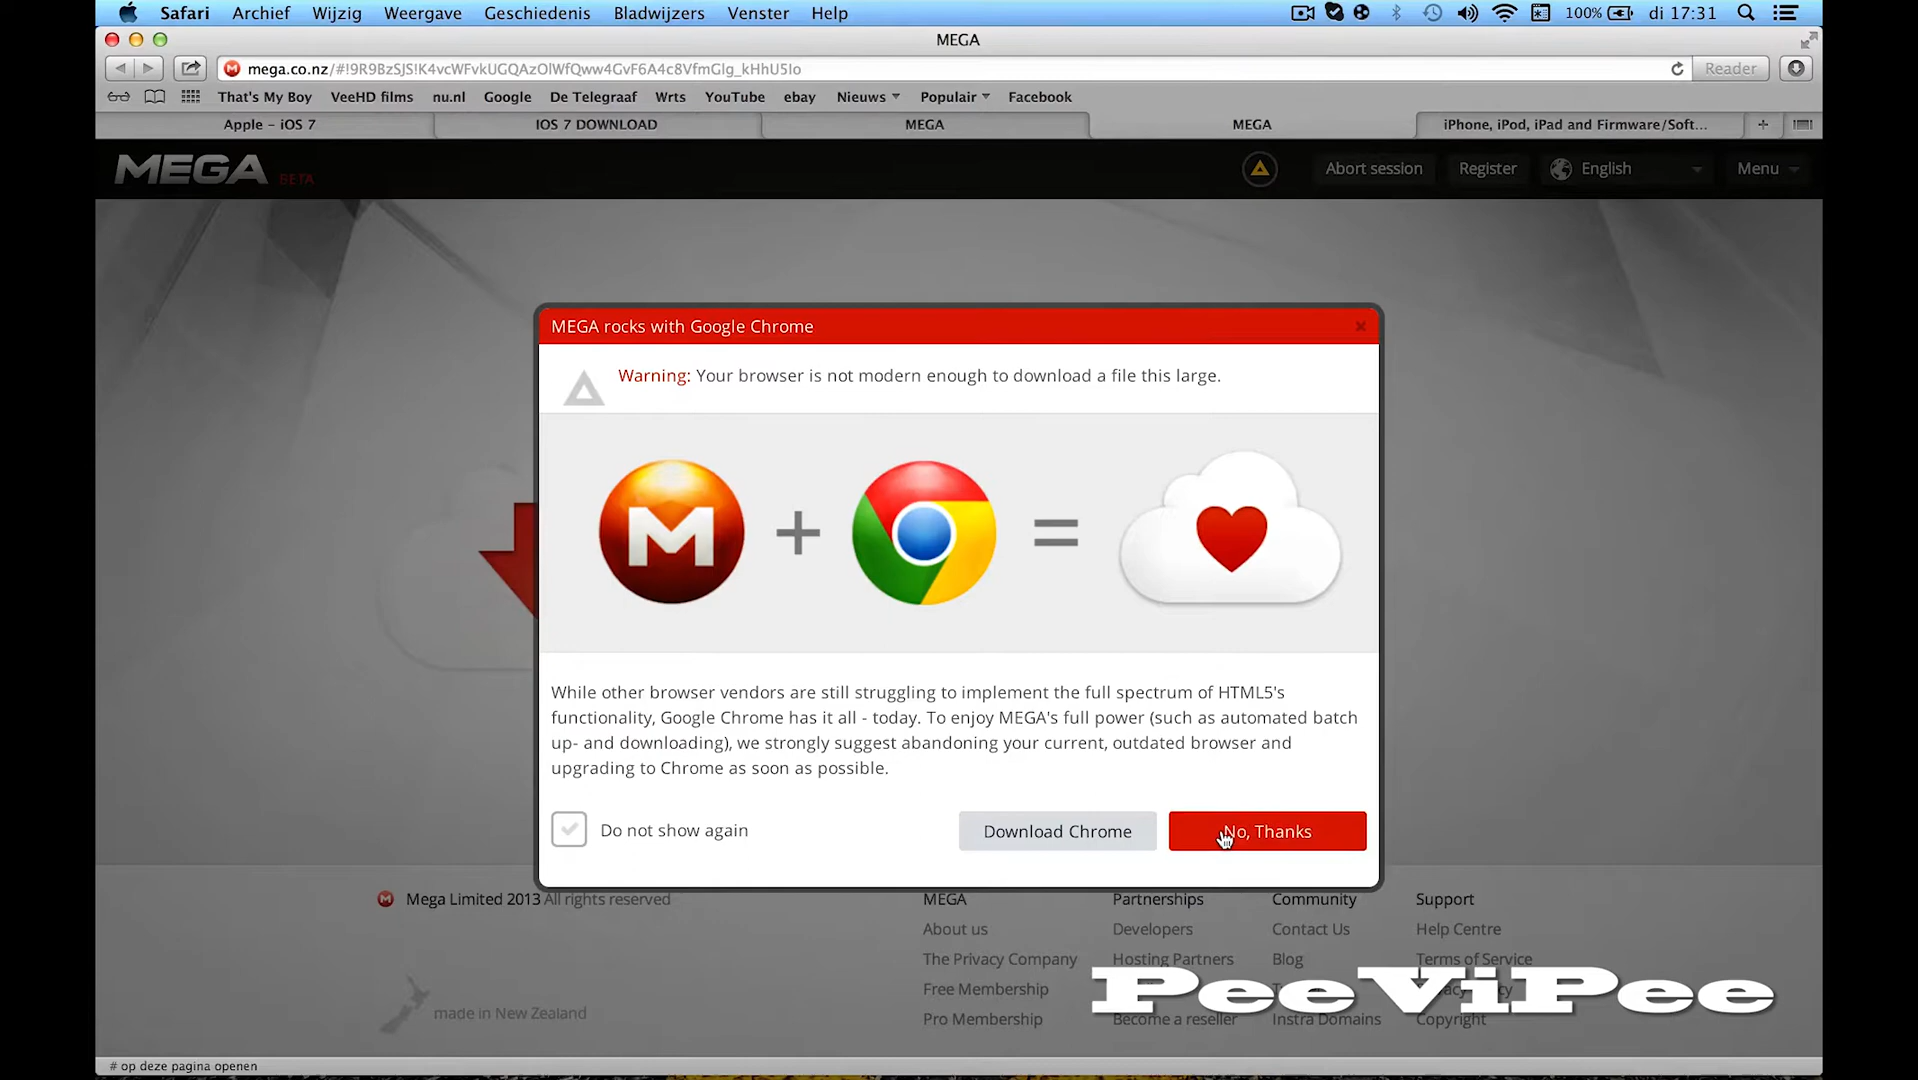 Safari Archief Wijzig Weergave Geschiedenis Bladwijzers Venster Help 100% di 17:31
MEGA
mega.co.nz/#!9R9BzSJS!K4vcWFvkUGQAzOlWfQww4GvF6A4c8VfmGlg_kHhU5Io Reader
That's My Boy VeeHD films nu.nl Google De Telegraaf Wrts YouTube ebay Nieuws Populair Facebook
Apple – iOS 7 IOS 7 DOWNLOAD MEGA MEGA iPhone, iPod, iPad and Firmware/Soft...
MEGA BETA Abort session Register English Menu
MEGA rocks with Google Chrome
Warning: Your browser is not modern enough to download a file this large.
M
While other browser vendors are still struggling to implement the full spectrum of HTML5's
functionality, Google Chrome has it all - today. To enjoy MEGA's full power (such as automated batch
up- and downloading), we strongly suggest abandoning your current, outdated browser and
upgrading to Chrome as soon as possible.
Do not show again Download Chrome No, Thanks
Mega Limited 2013 All rights reserved MEGA Partnerships Community Support
About us Developers Contact Us Help Centre
The Privacy Company Hosting Partners Blog Terms of Service
Free Membership
PeeViPee
made in New Zealand Pro Membership Become a reseller Instra Domains Copyright
# op deze pagina openen